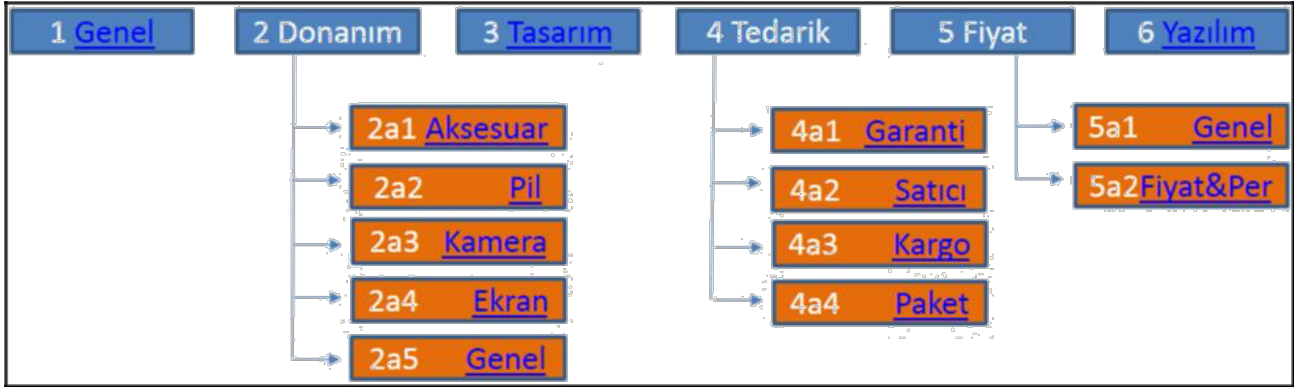 1 Genel
2 Donanım
3 Tasarım
4 Tedarik
5 Fiyat
6 Yazılım
2a1 Aksesuar
2a2 Pil
2a3 Kamera
2a4 Ekran
2a5 Genel
4a1 Garanti
4a2 Satıcı
4a3 Kargo
4a4 Paket
5a1 Genel
5a2Fiyat&Per